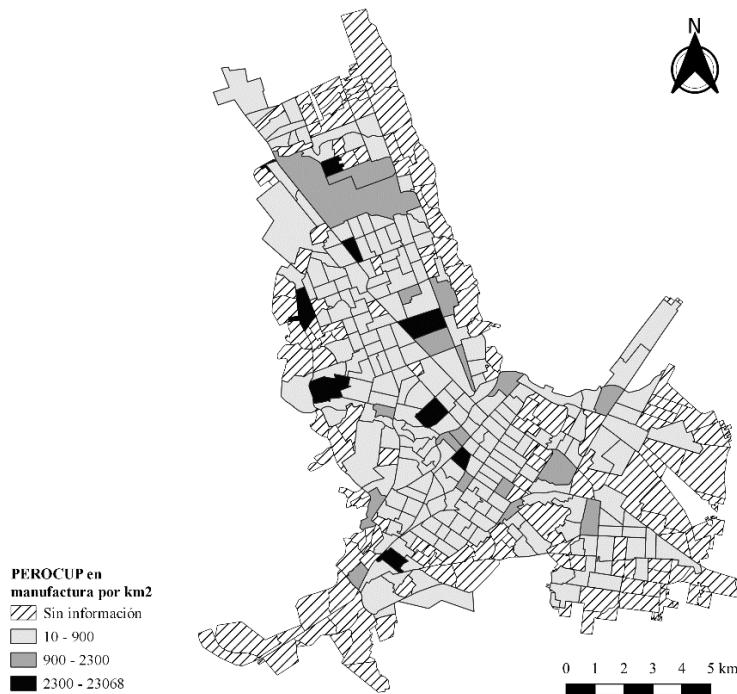 N
PEROCUP en
manufactura por km2
Sin información
10 - 900
900 - 2300
2300 - 23068
0 1 2 3 4 5 km